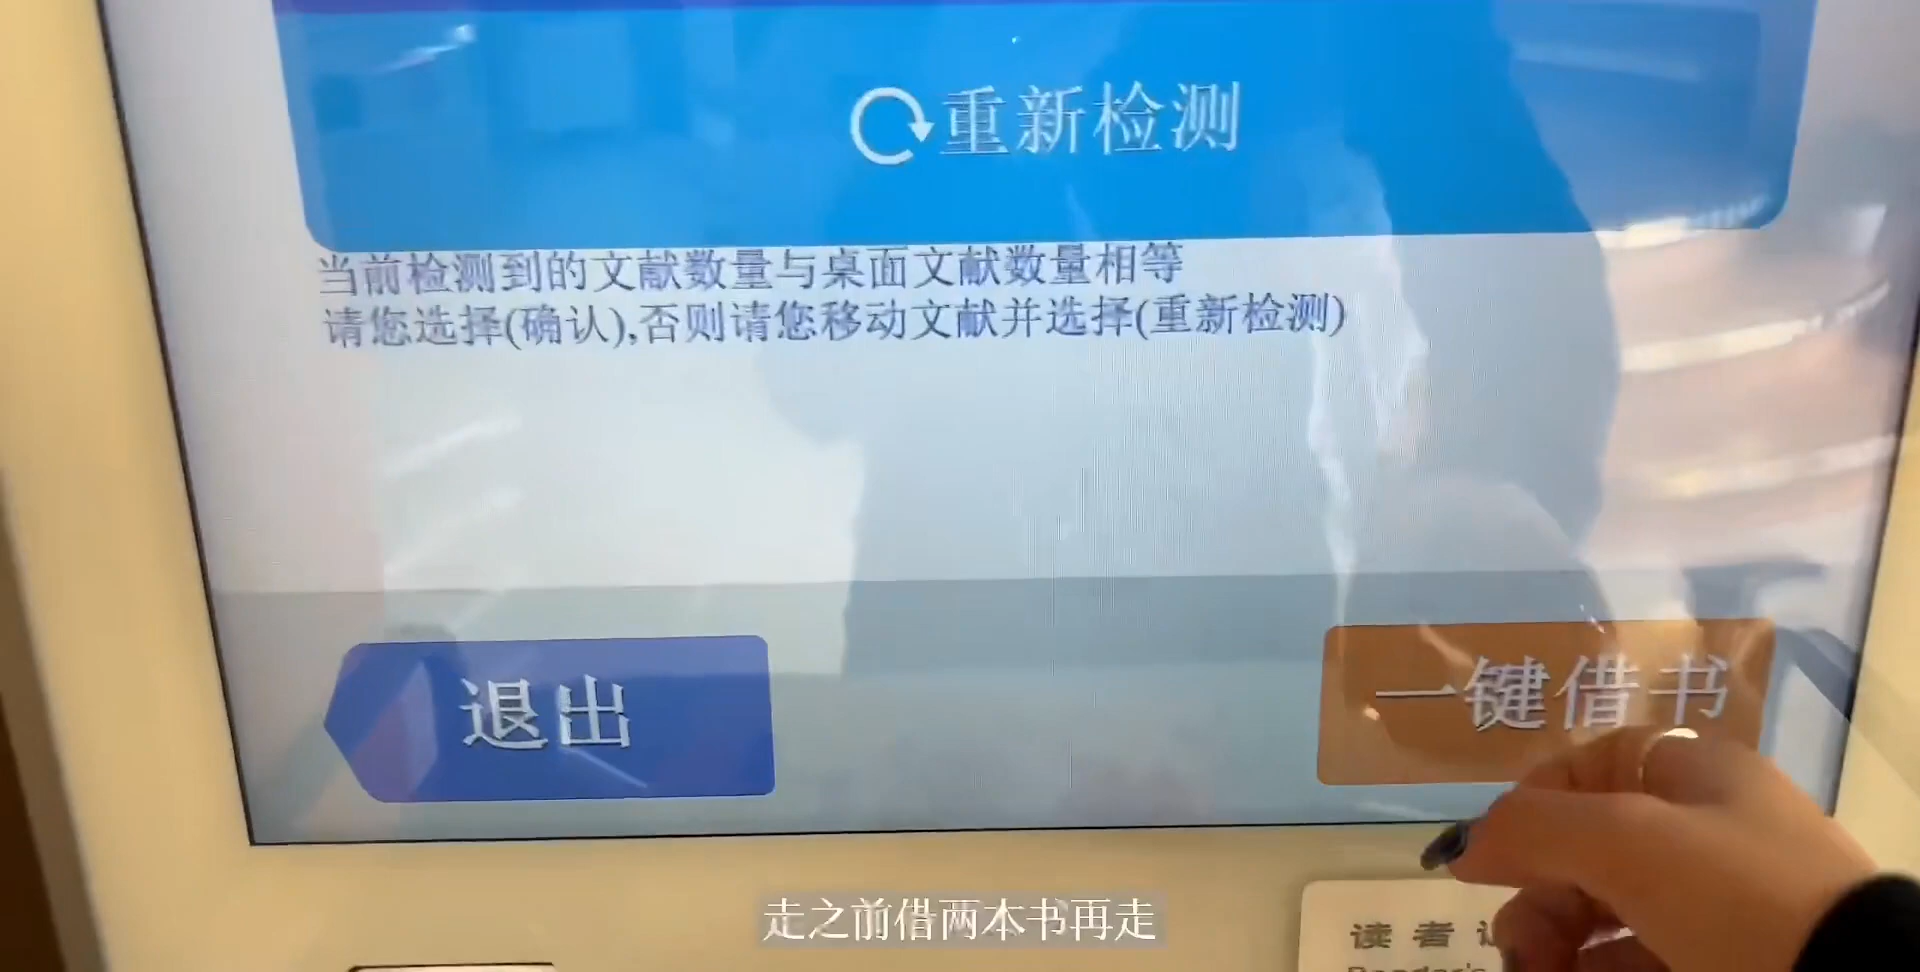 重新检测
当前检测到的文献数量与桌面文献数量相等
请您选择(确认),否则请您移动文献并选择(重新检测)
退出
一键借书
走之前借两本书再走
读者
Reader's